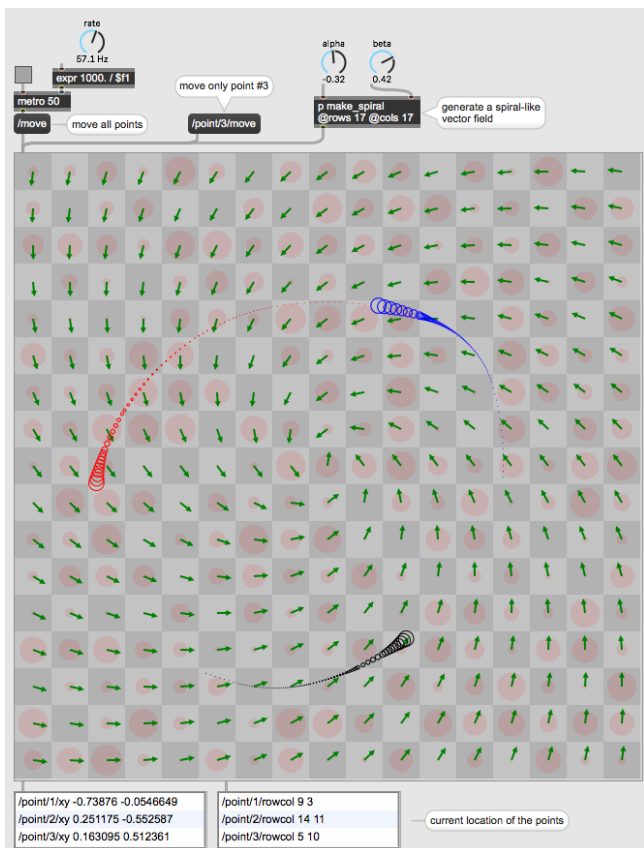 rate
57.1 Hz
expr 1000. / $f1
metro 50
/move
move all points
move only point #3
/point/3/move
alpha
beta
-0.32
0.42
p make_spiral
@rows 17 @cols 17
generate a spiral-like
vector field
/point/1/xy -0.73876 -0.0546649
/point/2/xy 0.251175 -0.552587
/point/3/xy 0.163095 0.512361
/point/1/rowcol 9 3
/point/2/rowcol 14 11
/point/3/rowcol 5 10
current location of the points